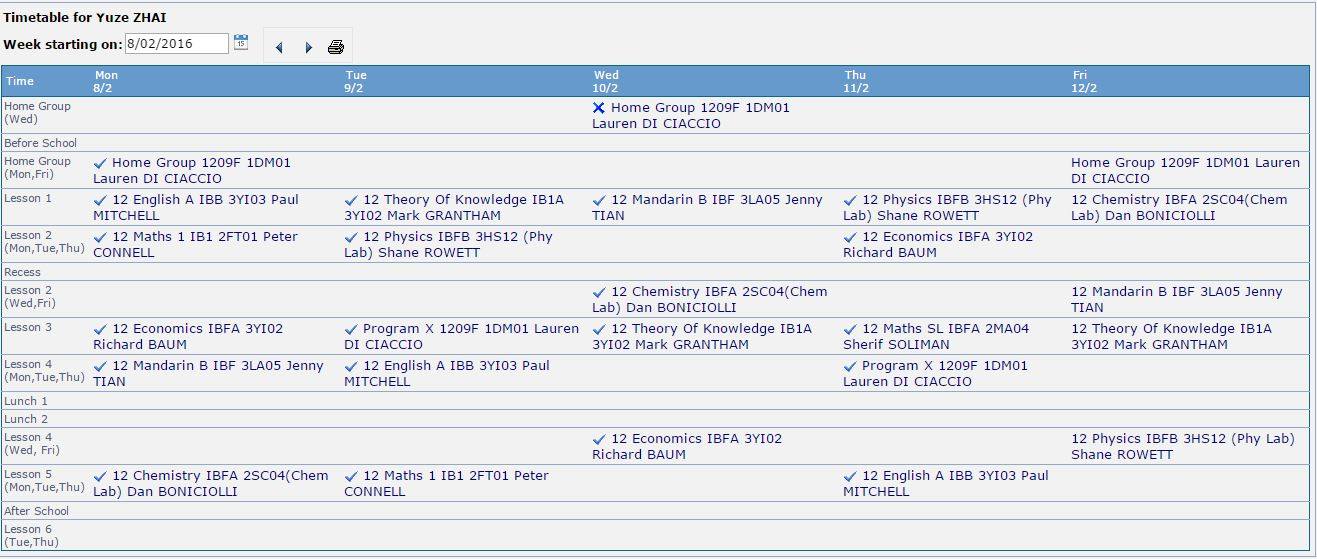 Timetable for Yuze ZHAI
Week starting on: 8/02/2016 15
Time Mon Tue Wed Thu Fri
8/2 9/2 10/2 11/2 12/2
Home Group Home Group 1209F 1DM01
(Wed) Lauren DI CIACCIO
Before School
Home Group Home Group 1209F 1DM01 Home Group 1209F 1DM01 Lauren
(Mon,Fri) Lauren DI CIACCIO DI CIACCIO
Lesson 1 12 English A IBB 3YI03 Paul 12 Theory Of Knowledge IB1A 12 Mandarin B IBF 3LA05 Jenny 12 Physics IBFB 3HS12 (Phy 12 Chemistry IBFA 2SC04(Chem
MITCHELL 3YI02 Mark GRANTHAM TIAN Lab) Shane ROWETT Lab) Dan BONICIOLLI
Lesson 2 12 Maths 1 IB1 2FT01 Peter 12 Physics IBFB 3HS12 (Phy 12 Economics IBFA 3YI02
(Mon,Tue,Thu) CONNELL Lab) Shane ROWETT Richard BAUM
Recess
Lesson 2 12 Chemistry IBFA 2SC04(Chem 12 Mandarin B IBF 3LA05 Jenny
(Wed,Fri) Lab) Dan BONICIOLLI TIAN
Lesson 3 12 Economics IBFA 3YI02 Program X 1209F 1DM01 Lauren 12 Theory Of Knowledge IB1A 12 Maths SL IBFA 2MA04 12 Theory Of Knowledge IB1A
Richard BAUM DI CIACCIO 3YI02 Mark GRANTHAM Sherif SOLIMAN 3YI02 Mark GRANTHAM
Lesson 4 12 Mandarin B IBF 3LA05 Jenny 12 English A IBB 3YI03 Paul Program X 1209F 1DM01
(Mon,Tue,Thu) TIAN MITCHELL Lauren DI CIACCIO
Lunch 1
Lunch 2
Lesson 4 12 Economics IBFA 3YI02 12 Physics IBFB 3HS12 (Phy Lab)
(Wed, Fri) Richard BAUM Shane ROWETT
Lesson 5 12 Chemistry IBFA 2SC04(Chem 12 Maths 1 IB1 2FT01 Peter 12 English A IBB 3YI03 Paul
(Mon,Tue,Thu) Lab) Dan BONICIOLLI CONNELL MITCHELL
After School
Lesson 6
(Tue,Thu)